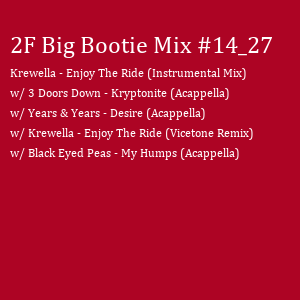 2F Big Bootie Mix #14_27
Krewella - Enjoy The Ride (Instrumental Mix)
w/ 3 Doors Down - Kryptonite (Acappella)
w/ Years & Years - Desire (Acappella)
w/ Krewella - Enjoy The Ride (Vicetone Remix)
w/ Black Eyed Peas - My Humps (Acappella)